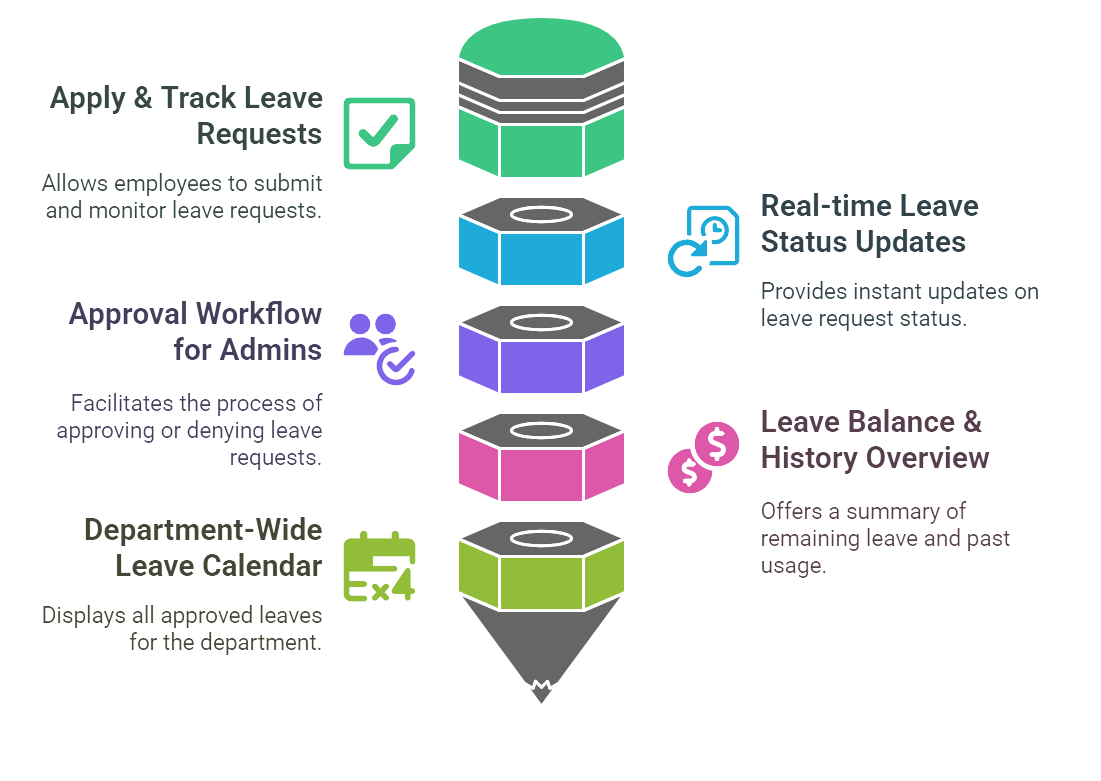 Apply & Track Leave
Requests
Allows employees to submit
and monitor leave requests.
Real-time Leave
Status Updates
Provides instant updates on
leave request status.
Approval Workflow
for Admins
Facilitates the process of
approving or denying leave
requests.
Leave Balance &
History Overview
Offers a summary of
remaining leave and past
usage.
Department-Wide
Leave Calendar
Displays all approved leaves
for the department.